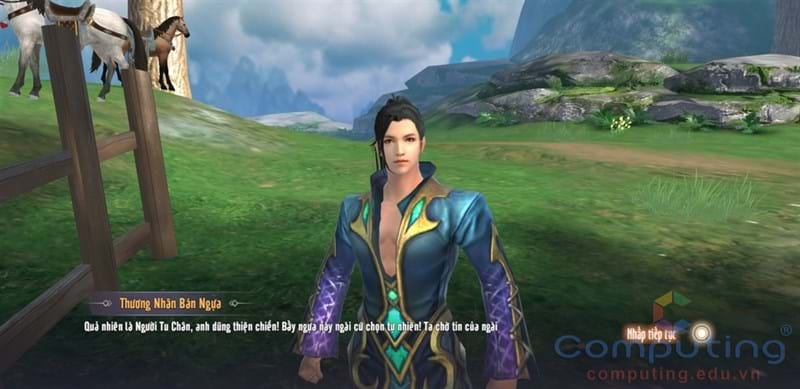 Thương Nhân Bán Ngựa
Quả nhiên là Người Tu Chân, anh dũng thiện chiến! Bầy ngựa này ngài cứ chọn tự nhiên! Ta chờ tin của ngài
Nhấp tiếp tục
Computing®
computing.edu.vn